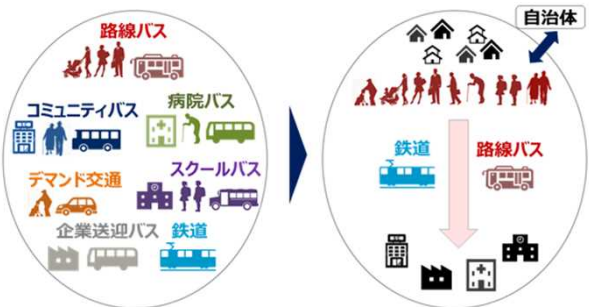 路線バス
コミュニティバス
病院バス
デマンド交通
スクールバス
企業送迎バス
鉄道
自治体
鉄道
路線バス